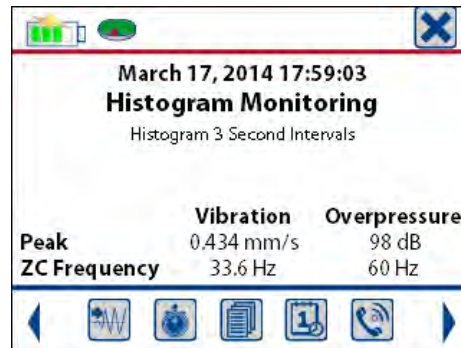 March 17, 2014 17:59:03
Histogram Monitoring
Histogram 3 Second Intervals
Vibration Overpressure
Peak 0.434 mm/s 98 dB
ZC Frequency 33.6 Hz 60 Hz
1